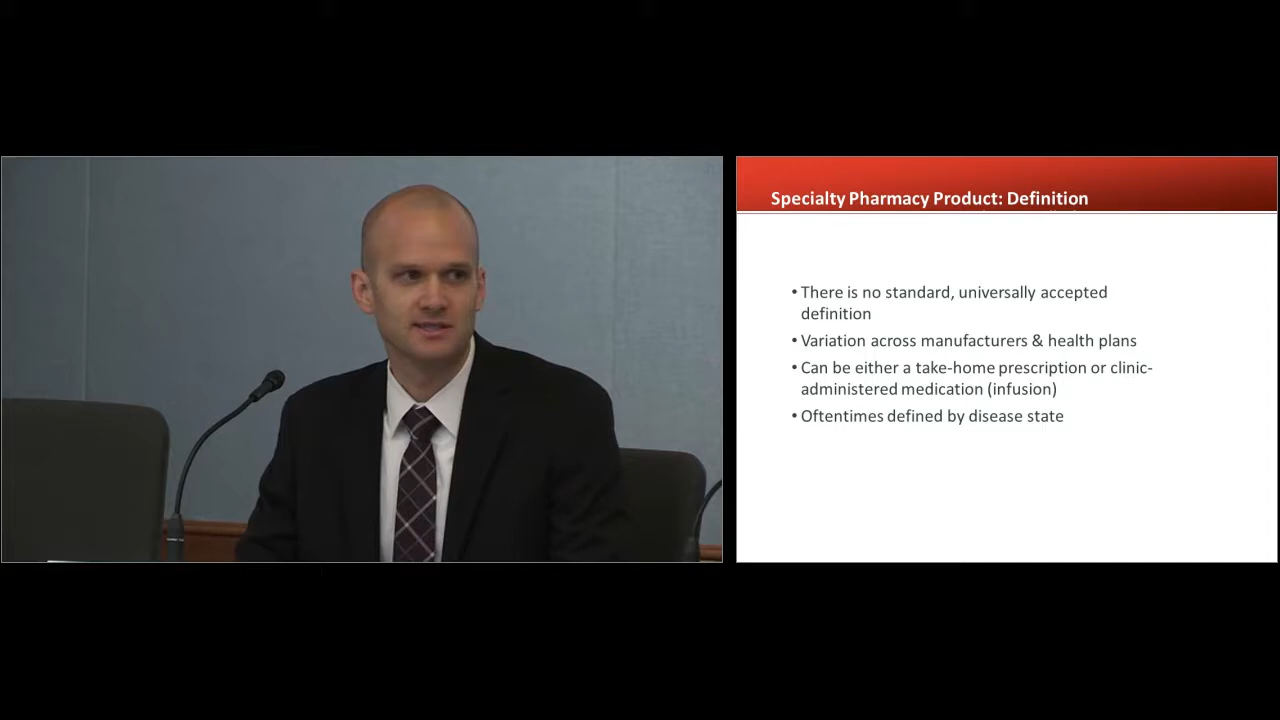 Specialty Pharmacy Product: Definition
• There is no standard, universally accepted
definition
• Variation across manufacturers & health plans
• Can be either a take-home prescription or clinic-
administered medication (infusion)
• Oftentimes defined by disease state